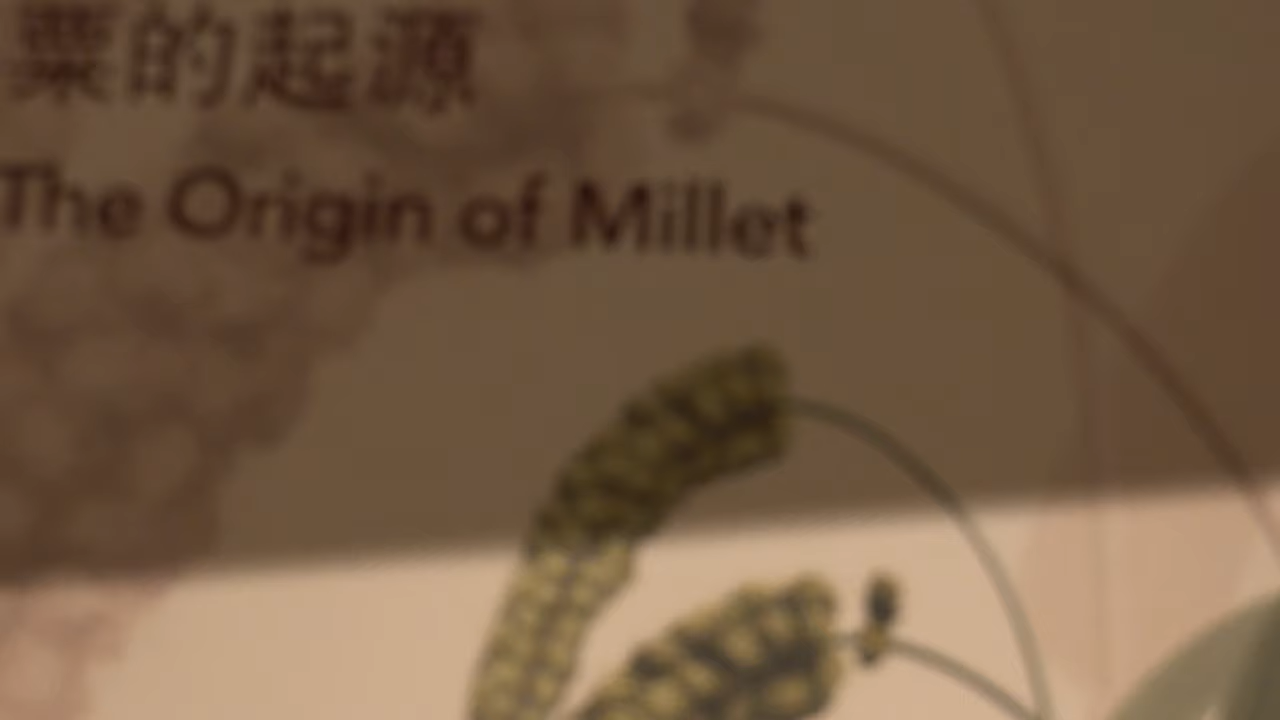 粟的起源
The Origin of Millet